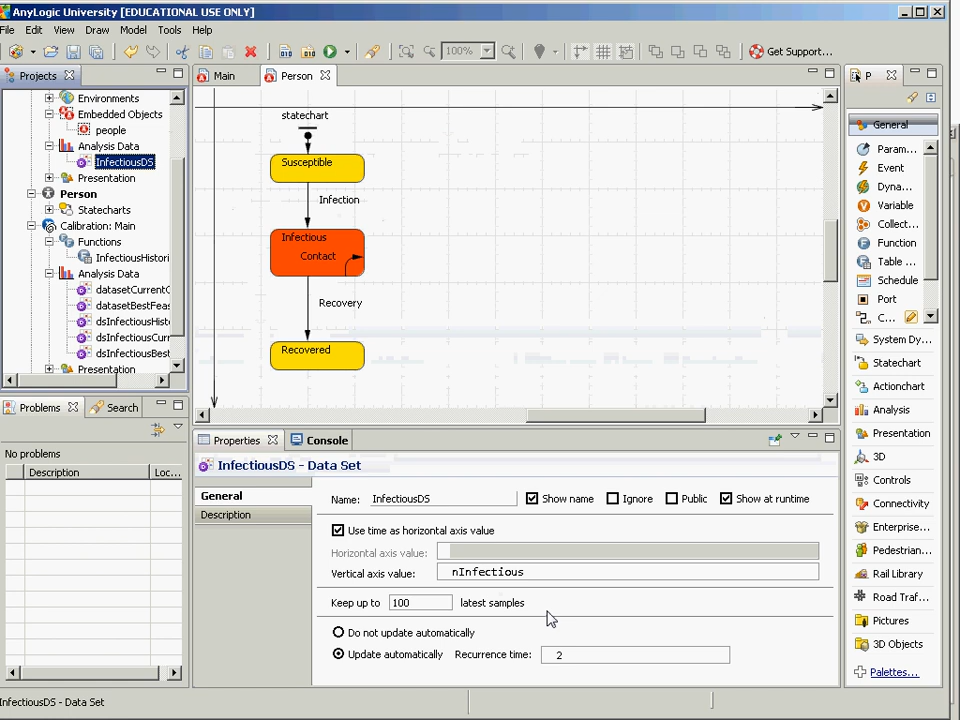 AnyLogic University [EDUCATIONAL USE ONLY]
File Edit View Draw Model Tools Help
100%
Get Support...
Projects
Environments
Embedded Objects
people
Analysis Data
InfectiousDS
Presentation
Person
Statecharts
Calibration: Main
Functions
InfectiousHistori
Analysis Data
datasetCurrentC
datasetBestFeas
dsInfectiousHist
dsInfectiousCurr
dsInfectiousBest
Presentation
Main
Person
statechart
Susceptible
Infection
Infectious
Contact
Recovery
Recovered
P
General
Param...
Event
Dyna...
Variable
Collect...
Function
Table ...
Schedule
Port
C...
System Dy...
Statechart
Actionchart
Analysis
Presentation
3D
Controls
Connectivity
Enterprise...
Pedestrian...
Rail Library
Road Traf...
Pictures
3D Objects
Palettes...
Problems
Search
No problems
Description
Loc...
Properties
Console
InfectiousDS - Data Set
General
Description
Name: InfectiousDS
Show name
Ignore
Public
Show at runtime
Use time as horizontal axis value
Horizontal axis value:
Vertical axis value: nInfectious
Keep up to 100 latest samples
Do not update automatically
Update automatically Recurrence time: 2
InfectiousDS - Data Set